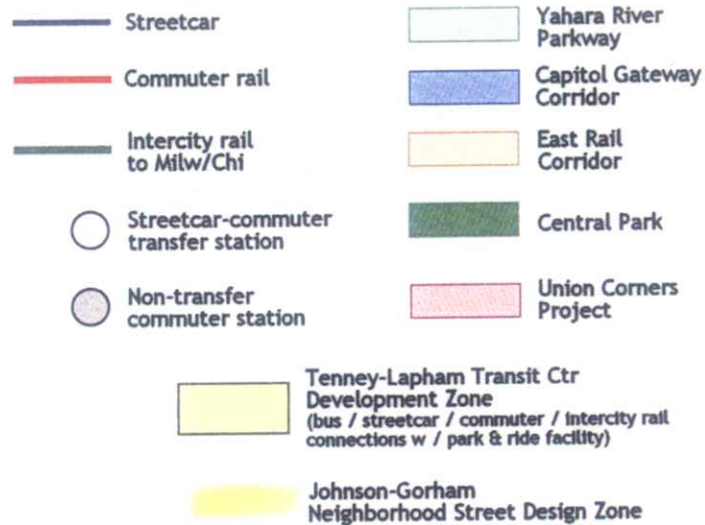 Streetcar
Commuter rail
Intercity rail
to Milw/Chi
Streetcar-commuter
transfer station
Non-transfer
commuter station
Yahara River
Parkway
Capitol Gateway
Corridor
East Rail
Corridor
Central Park
Union Corners
Project
Tenney-Lapham Transit Ctr
Development Zone
(bus / streetcar / commuter / intercity rail
connections w / park & ride facility)
Johnson-Gorham
Neighborhood Street Design Zone